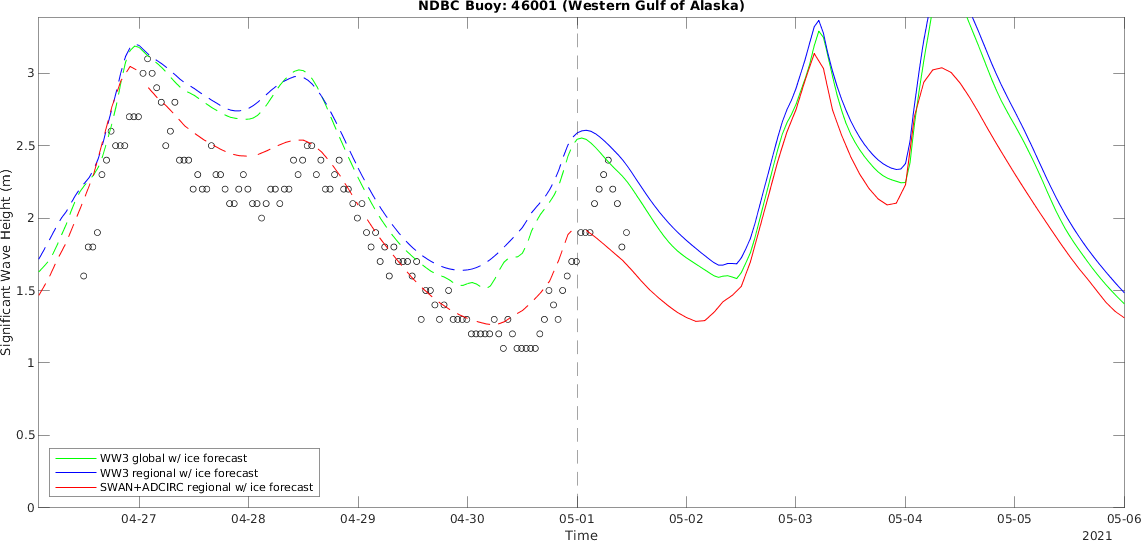 NDBC Buoy: 46001 (Western Gulf of Alaska)
Significant Wave Height (m)
3
2.5
2
1.5
1
0.5
0
WW3 global w/ ice forecast
WW3 regional w/ ice forecast
SWAN+ADCIRC regional w/ ice forecast
04-27 04-28 04-29 04-30 05-01 05-02 05-03 05-04 05-05 05-06
Time
2021